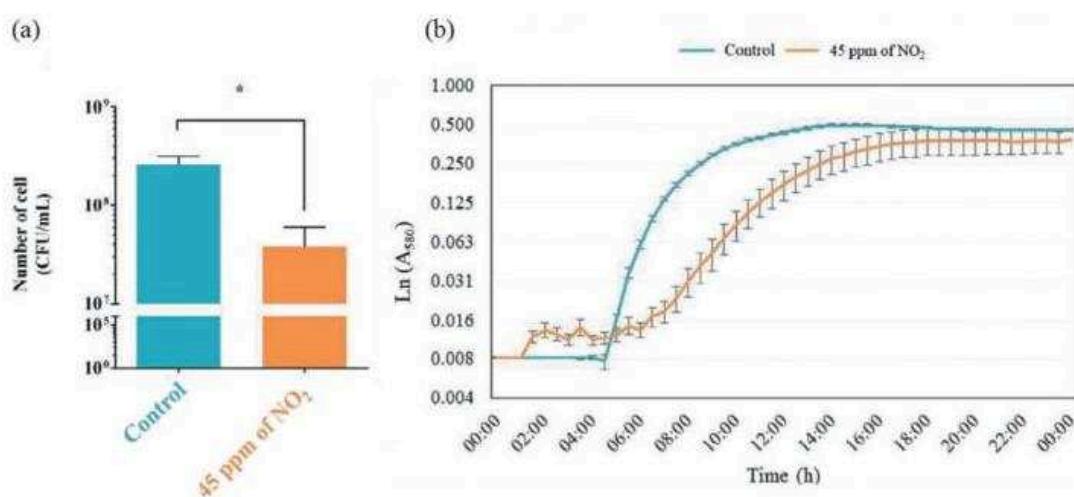 (a)
*
Number of cell
(CFU/mL)
10⁹
10⁸
10⁷
10⁵
10⁰
Control
45 ppm of NO₂
(b)
Control
45 ppm of NO₂
Ln (A₅₈₀)
1.000
0.500
0.250
0.125
0.063
0.031
0.016
0.008
0.004
00:00
02:00
04:00
06:00
08:00
10:00
12:00
14:00
16:00
18:00
20:00
22:00
00:00
Time (h)